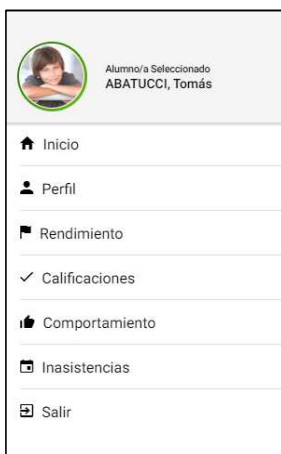 Alumno/a Seleccionado
ABATUCCI, Tomás
Inicio
Perfil
Rendimiento
Calificaciones
Comportamiento
Inasistencias
Salir